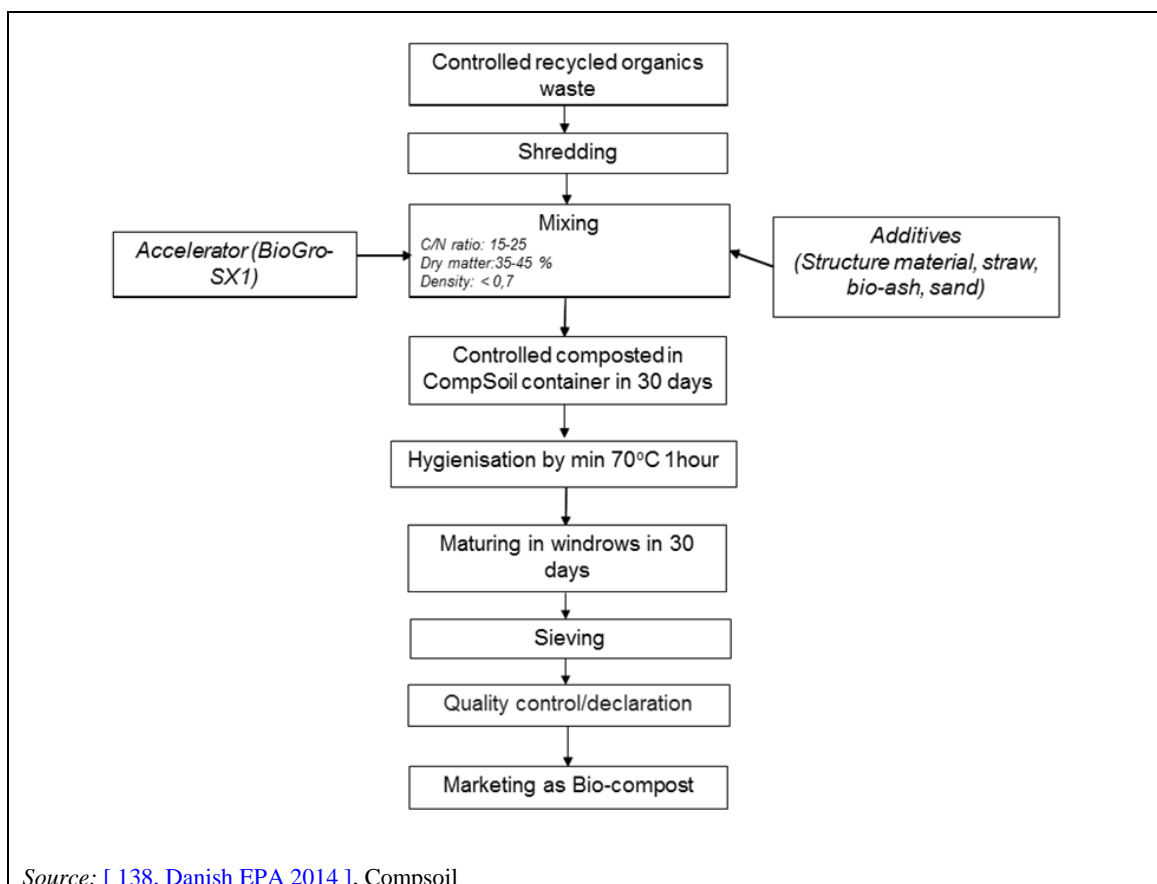 Controlled recycled organics
waste
Shredding
Mixing
C/N ratio: 15-25
Dry matter:35-45 %
Density: < 0,7
Accelerator (BioGro-
SX1)
Additives
(Structure material, straw,
bio-ash, sand)
Controlled composted in
CompSoil container in 30 days
Hygienisation by min 70°C 1hour
Maturing in windrows in 30
days
Sieving
Quality control/declaration
Marketing as Bio-compost
Source: [ 138, Danish EPA 2014 ], Compsoil